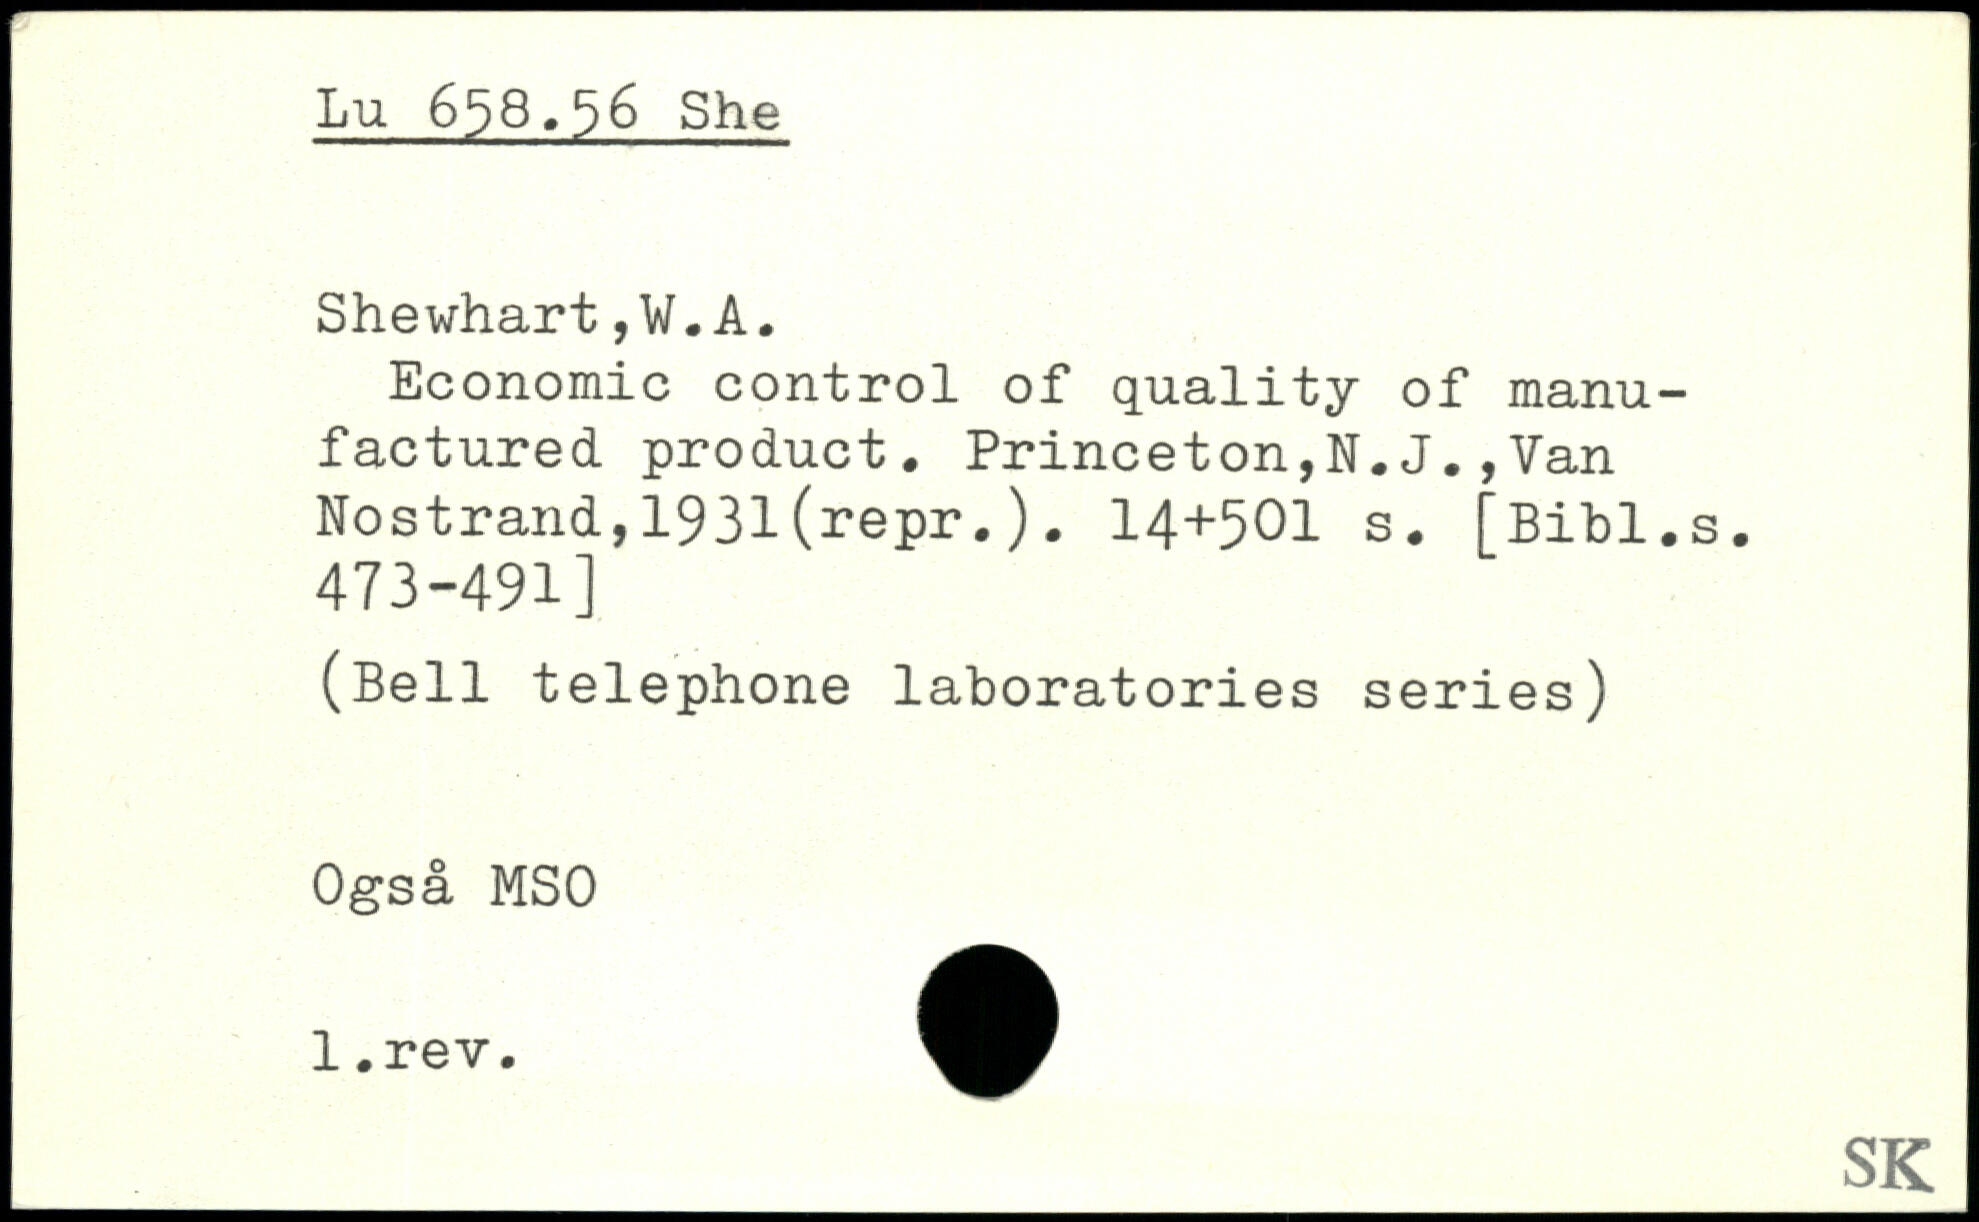 Lu 658.56 She
Shewhart,W.A.
Economic control of quality of manu-
factured product. Princeton,N.J.,Van
Nostrand,1931(repr.). 14+501 s. [Bibl.s.
473-491]
(Bell telephone laboratories series)
Også MSO
1.rev.
SK